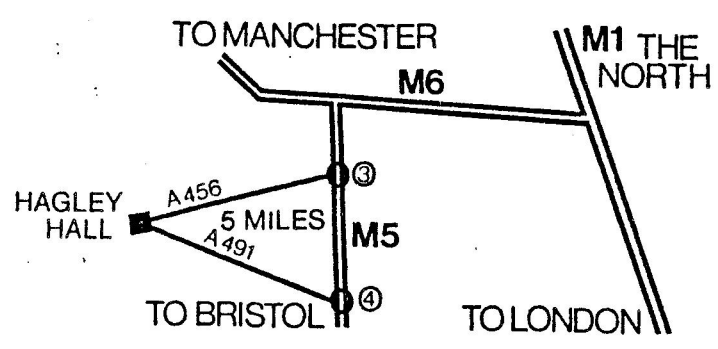 TO MANCHESTER
M1 THE
NORTH
M6
③
A456
HAGLEY
HALL
5 MILES
M5
A491
④
TO BRISTOL
TO LONDON